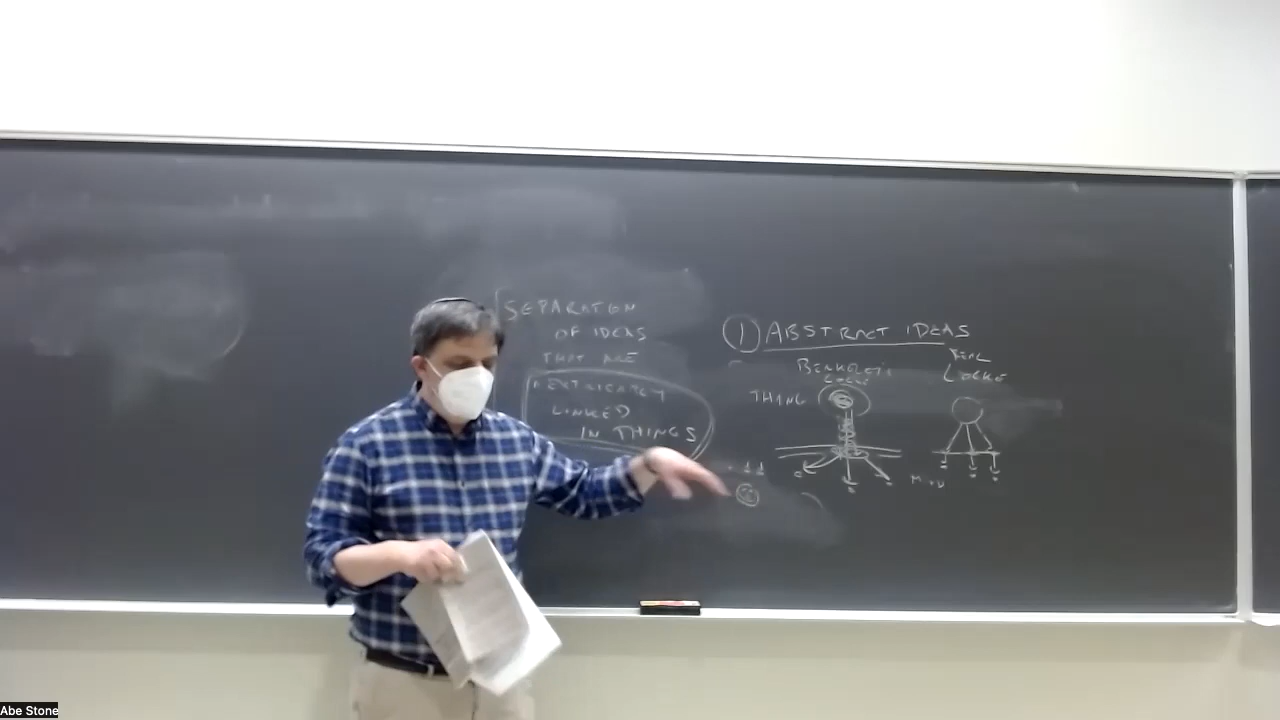 SEPARATION
OF IDEAS
THAT ARE
INEXTRICABLY
LINKED
IN THINGS
1 ABSTRACT IDEAS
BERKELEY'S
LOCKE
REAL
LOCKE
THING
MIND
Abe Stone